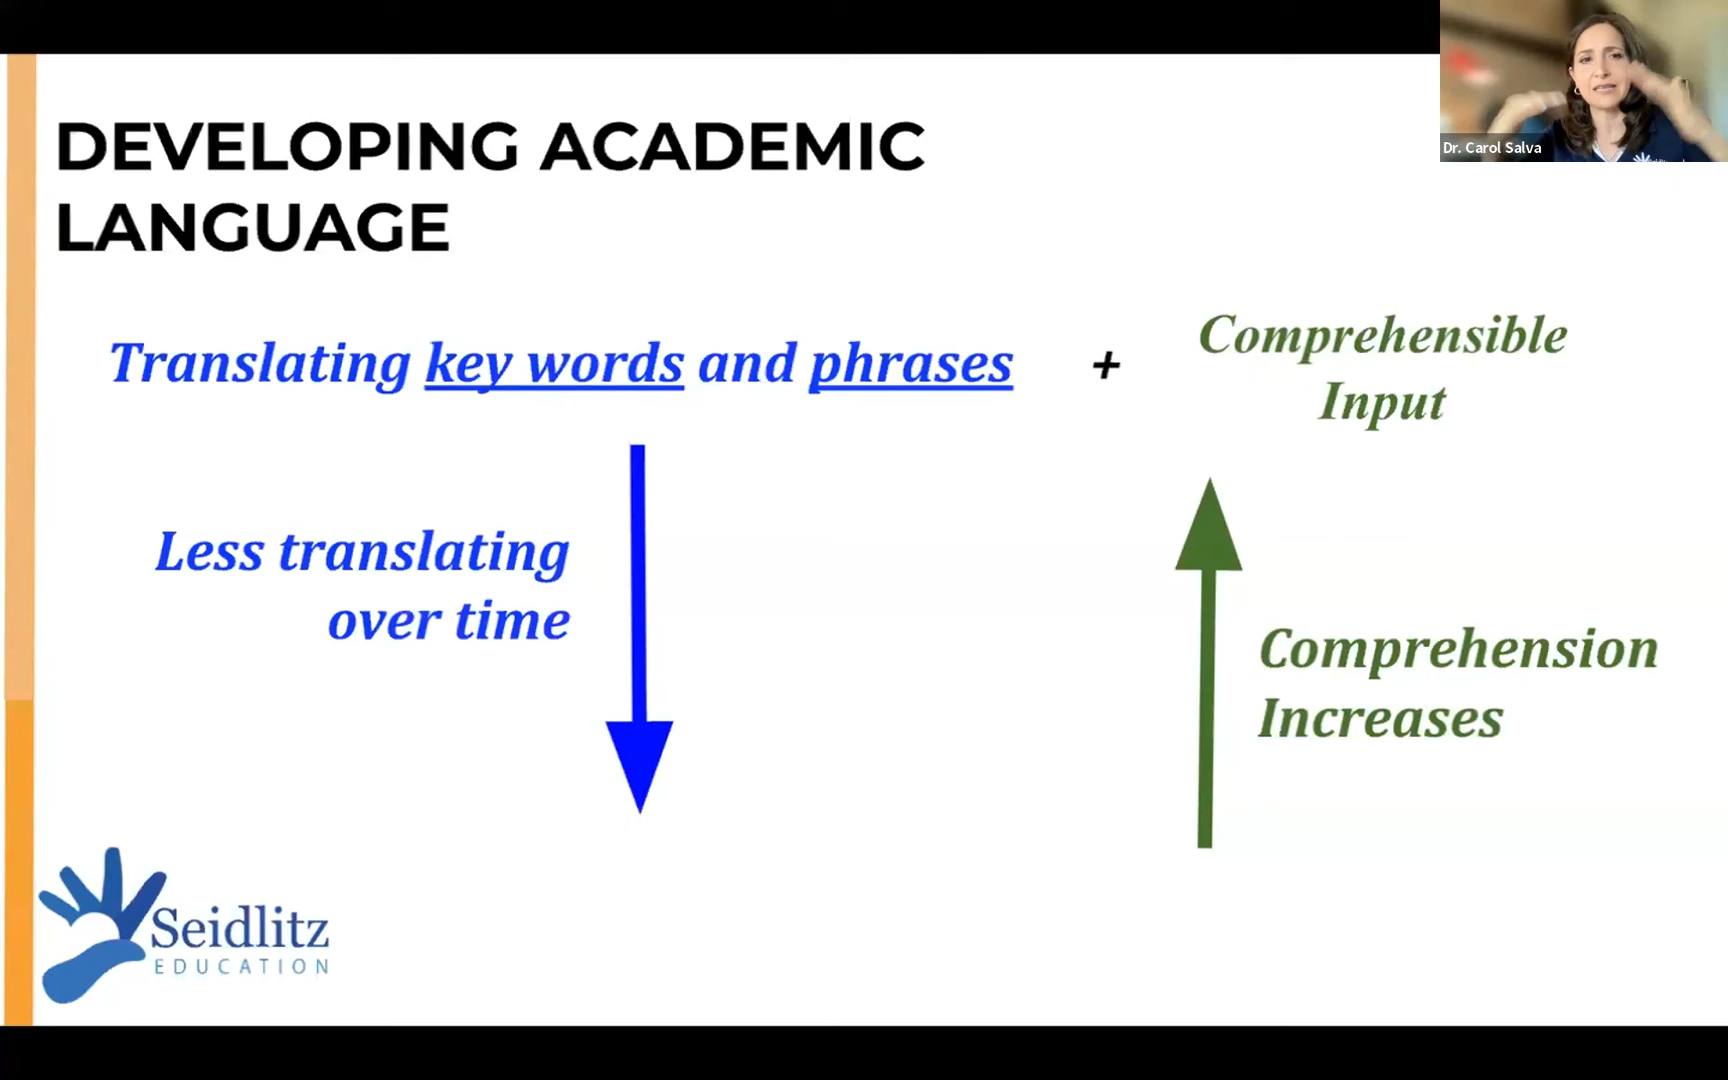 DEVELOPING ACADEMIC
LANGUAGE
Translating key words and phrases + Comprehensible
Input
Less translating
over time
Comprehension
Increases
Seidlitz
EDUCATION
Dr. Carol Salva
Seidlitz